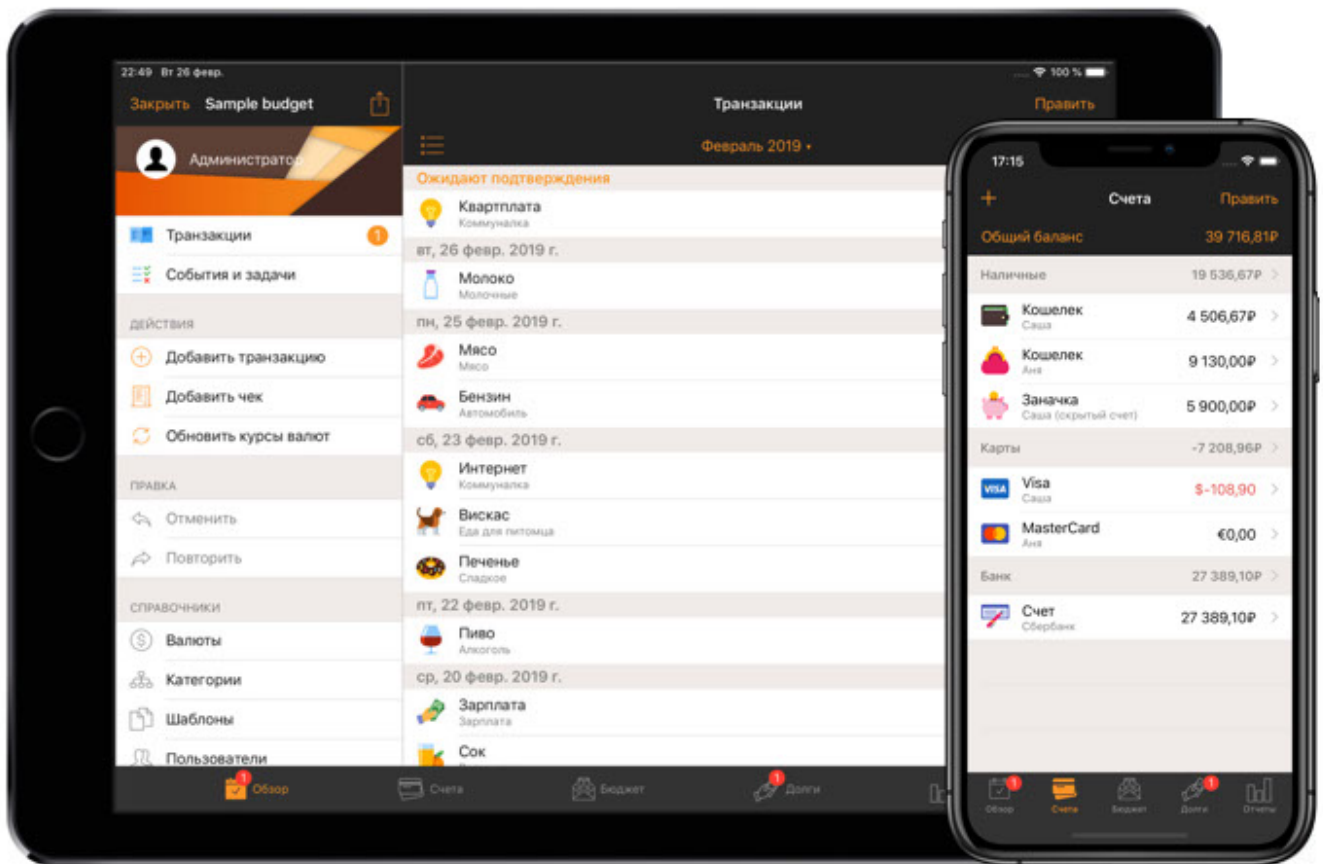 22:49 Вт 26 февр.
100 %
Закрыть Sample budget
Транзакции
Править
Администратор
Февраль 2019
Транзакции
1
События и задачи
ДЕЙСТВИЯ
Добавить транзакцию
Добавить чек
Обновить курсы валют
ПРАВКА
Отменить
Повторить
СПРАВОЧНИКИ
Валюты
Категории
Шаблоны
Пользователи
Ожидают подтверждения
Квартплата
Коммуналка
вт, 26 февр. 2019 г.
Молоко
Молочные
пн, 25 февр. 2019 г.
Мясо
Мясо
Бензин
Автомобиль
сб, 23 февр. 2019 г.
Интернет
Коммуналка
Вискас
Еда для питомца
Печенье
Сладкое
пт, 22 февр. 2019 г.
Пиво
Алкоголь
ср, 20 февр. 2019 г.
Зарплата
Зарплата
Сок
1
Обзор
Счета
Бюджет
1
Долги
17:15
+ Счета Править
Общий баланс 39 716,81₽
Наличные 19 536,67₽
Кошелек 4 506,67₽
Саша
Кошелек 9 130,00₽
Аня
Заначка 5 900,00₽
Саша (скрытый счет)
Карты -7 208,96₽
VISA Visa $-108,90
Саша
MasterCard €0,00
Аня
Банк 27 389,10₽
Счет 27 389,10₽
Сбербанк
1 1
Обзор Счета Бюджет Долги Отчеты